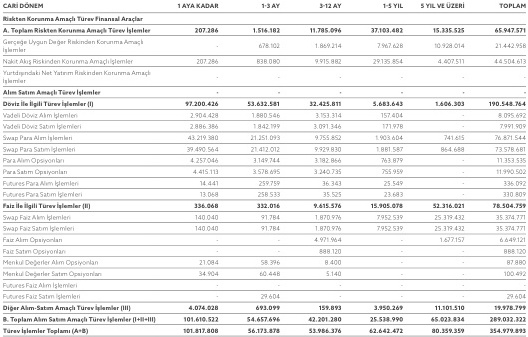 CARİ DÖNEM 1 AYA KADAR 1-3 AY 3-12 AY 1-5 YIL 5 YIL VE ÜZERİ TOPLAM
Riskten Korunma Amaçlı Türev Finansal Araçlar
A. Toplam Riskten Korunma Amaçlı Türev İşlemler 207.286 1.516.182 11.785.096 37.103.482 15.335.525 65.947.571
Gerçeğe Uygun Değer Riskinden Korunma Amaçlı
İşlemler - 678.102 1.869.214 7.967.628 10.928.014 21.442.958
Nakit Akış Riskinden Korunma Amaçlı İşlemler 207.286 838.080 9.915.882 29.135.854 4.407.511 44.504.613
Yurtdışındaki Net Yatırım Riskinden Korunma Amaçlı
İşlemler - - - - - -
Alım Satım Amaçlı Türev İşlemler - - - - - -
Döviz İle İlgili Türev İşlemler (I) 97.200.426 53.632.581 32.425.811 5.683.643 1.606.303 190.548.764
Vadeli Döviz Alım İşlemleri 2.904.428 1.880.546 3.153.314 157.404 - 8.095.692
Vadeli Döviz Satım İşlemleri 2.886.386 1.842.199 3.091.346 171.978 - 7.991.909
Swap Para Alım İşlemleri 43.219.380 21.251.093 9.755.852 1.903.604 741.615 76.871.544
Swap Para Satım İşlemleri 39.490.564 21.412.012 9.929.830 1.881.587 864.688 73.578.681
Para Alım Opsiyonları 4.257.046 3.149.744 3.182.866 763.879 - 11.353.535
Para Satım Opsiyonları 4.415.113 3.578.695 3.240.735 755.959 - 11.990.502
Futures Para Alım İşlemleri 14.441 259.759 36.343 25.549 - 336.092
Futures Para Satım İşlemleri 13.068 258.533 35.525 23.683 - 330.809
Faiz İle İlgili Türev İşlemler (II) 336.068 332.016 9.615.576 15.905.078 52.316.021 78.504.759
Swap Faiz Alım İşlemleri 140.040 91.784 1.870.976 7.952.539 25.319.432 35.374.771
Swap Faiz Satım İşlemleri 140.040 91.784 1.870.976 7.952.539 25.319.432 35.374.771
Faiz Alım Opsiyonları - - 4.971.964 - 1.677.157 6.649.121
Faiz Satım Opsiyonları - - 888.120 - - 888.120
Menkul Değerler Alım Opsiyonları 21.084 58.396 8.400 - - 87.880
Menkul Değerler Satım Opsiyonları 34.904 60.448 5.140 - - 100.492
Futures Faiz Alım İşlemleri - - - - - -
Futures Faiz Satım İşlemleri - 29.604 - - - 29.604
Diğer Alım-Satım Amaçlı Türev İşlemler (III) 4.074.028 693.099 159.893 3.950.269 11.101.510 19.978.799
B. Toplam Alım Satım Amaçlı Türev İşlemler (I+II+III) 101.610.522 54.657.696 42.201.280 25.538.990 65.023.834 289.032.322
Türev İşlemler Toplamı (A+B) 101.817.808 56.173.878 53.986.376 62.642.472 80.359.359 354.979.893